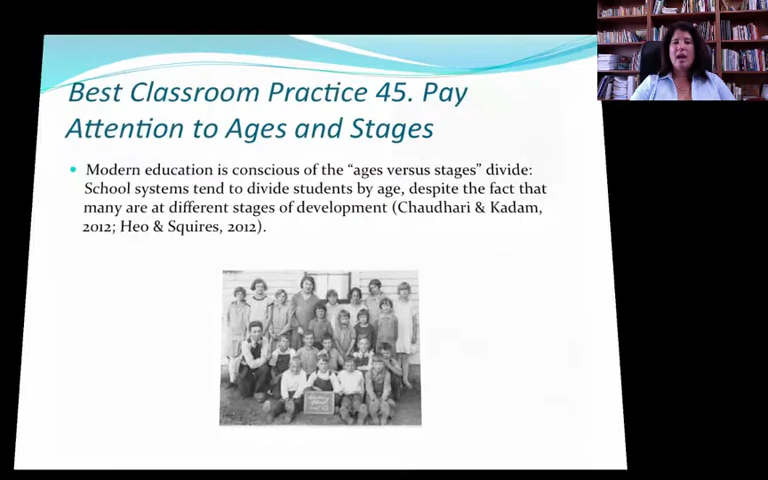 Best Classroom Practice 45. Pay
Attention to Ages and Stages
• Modern education is conscious of the “ages versus stages” divide:
School systems tend to divide students by age, despite the fact that
many are at different stages of development (Chaudhari & Kadam,
2012; Heo & Squires, 2012).